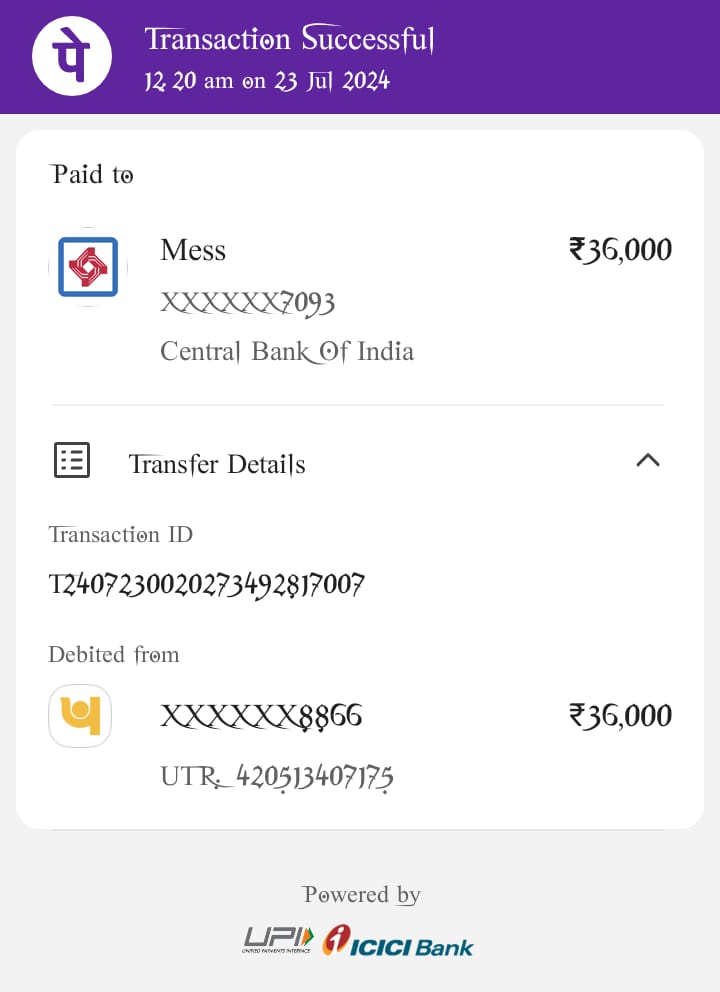 पे
Transaction Successful
12:20 am on 23 Jul 2024
Paid to
Mess
₹36,000
XXXXXX7093
Central Bank Of India
Transfer Details
Transaction ID
T2407230020273492817007
Debited from
XXXXXX8866
₹36,000
UTR: 420513407175
Powered by
UPI
UNIFIED PAYMENTS INTERFACE
ICICI Bank